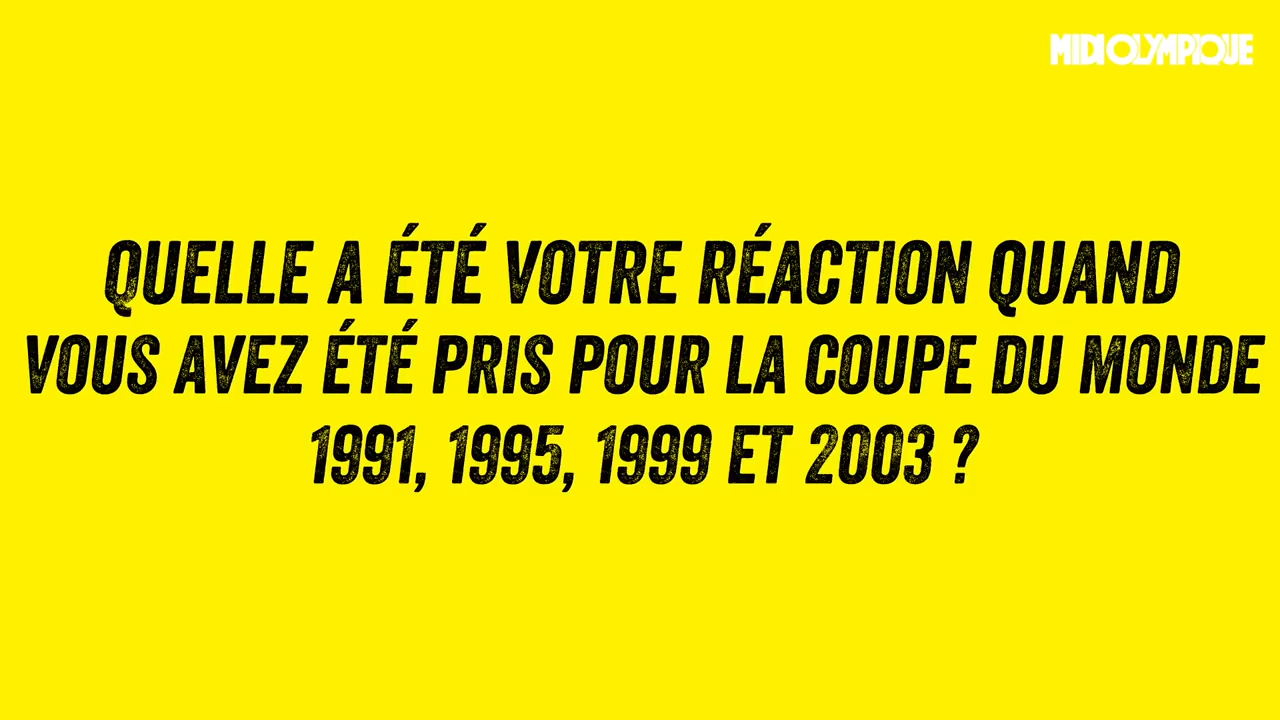 MIDI OLYMPIQUE
QUELLE A ÉTÉ VOTRE RÉACTION QUAND
VOUS AVEZ ÉTÉ PRIS POUR LA COUPE DU MONDE
1991, 1995, 1999 ET 2003 ?